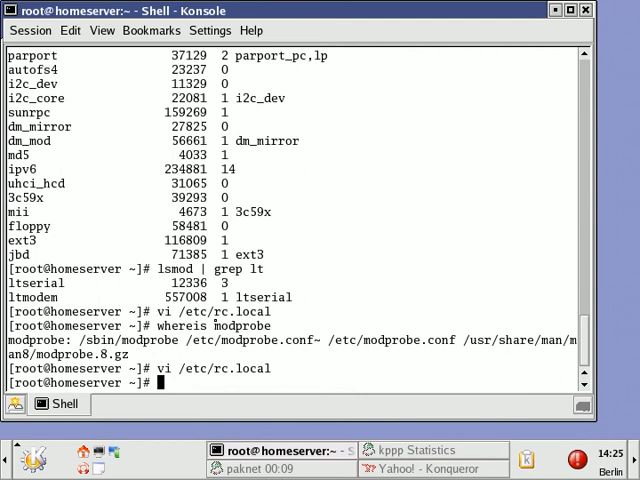 root@homeserver:~ - Shell - Konsole
Session Edit View Bookmarks Settings Help
parport 37129 2 parport_pc,lp
autofs4 23237 0
i2c_dev 11329 0
i2c_core 22081 1 i2c_dev
sunrpc 159269 1
dm_mirror 27825 0
dm_mod 56661 1 dm_mirror
md5 4033 1
ipv6 234881 14
uhci_hcd 31065 0
3c59x 39293 0
mii 4673 1 3c59x
floppy 58481 0
ext3 116809 1
jbd 71385 1 ext3
[root@homeserver ~]# lsmod | grep lt
ltserial 12336 3
ltmodem 557008 1 ltserial
[root@homeserver ~]# vi /etc/rc.local
[root@homeserver ~]# whereis modprobe
modprobe: /sbin/modprobe /etc/modprobe.conf~ /etc/modprobe.conf /usr/share/man/m
an8/modprobe.8.gz
[root@homeserver ~]# vi /etc/rc.local
[root@homeserver ~]#
Shell
root@homeserver:~ - S
kppp Statistics
paknet 00:09
Yahoo! - Konqueror
14:25
Berlin